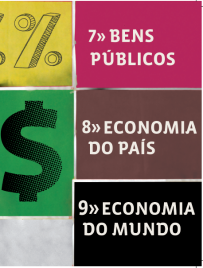 %
7» BENS
PÚBLICOS
$
8» ECONOMIA
DO PAÍS
9» ECONOMIA
DO MUNDO